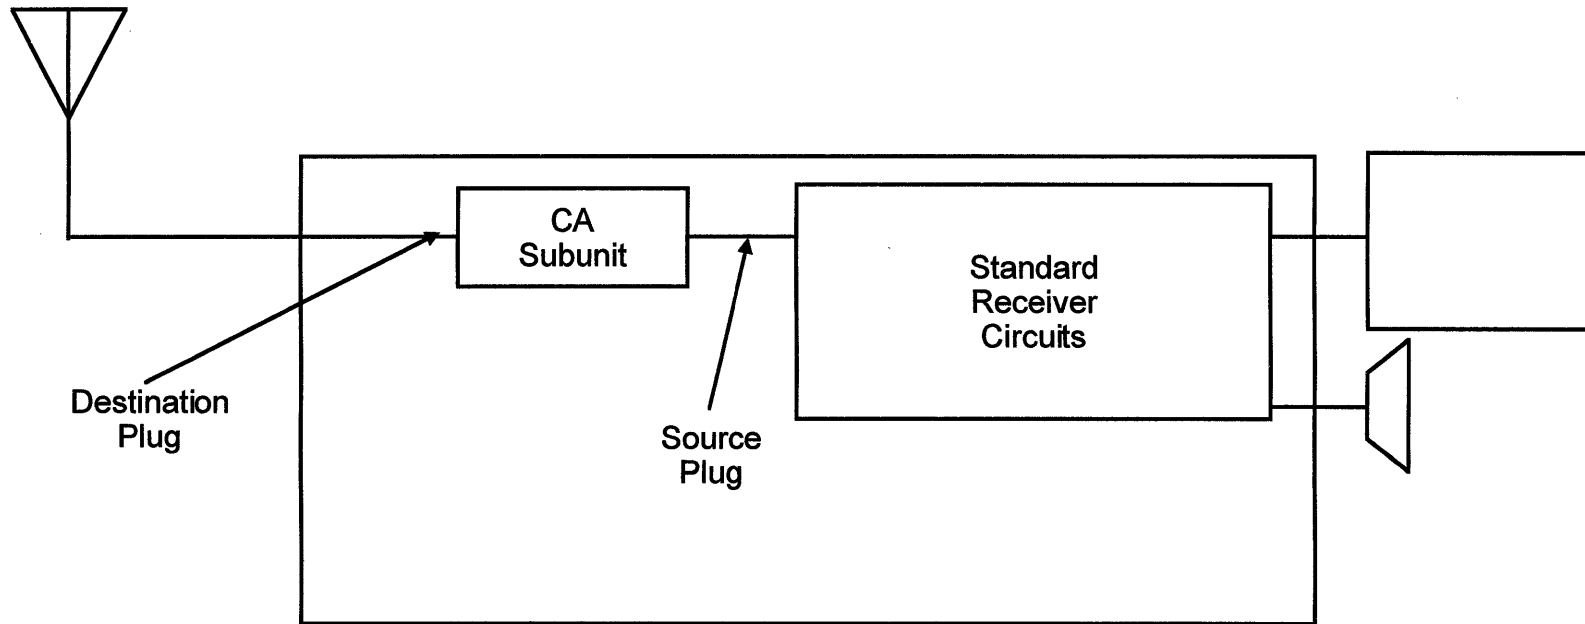 CA
Subunit
Standard
Receiver
Circuits
Destination
Plug
Source
Plug